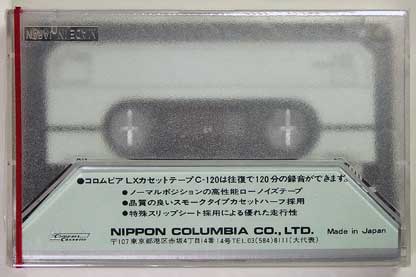 ●コロムビア LXカセットテープC-120は往復で120分の録音ができます。
●ノーマルポジションの高性能ローノイズテープ
●品質の良いスモークタイプカセットハーフ採用
●特殊スリップシート採用による優れた走行性
NIPPON COLUMBIA CO., LTD. Made in Japan
〒107 東京都港区赤坂4丁目14番14号 TEL.03(584)8111(大代表)